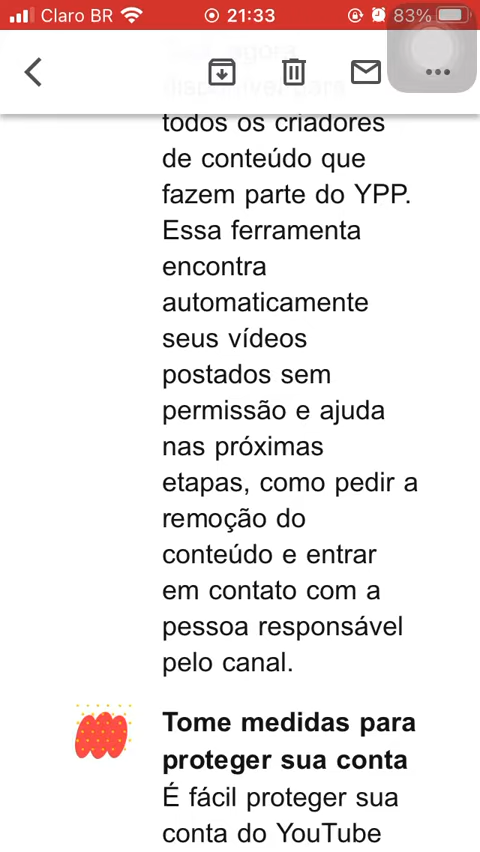 Claro BR
21:33
83%
todos os criadores
de conteúdo que
fazem parte do YPP.
Essa ferramenta
encontra
automaticamente
seus vídeos
postados sem
permissão e ajuda
nas próximas
etapas, como pedir a
remoção do
conteúdo e entrar
em contato com a
pessoa responsável
pelo canal.
Tome medidas para
proteger sua conta
É fácil proteger sua
conta do YouTube